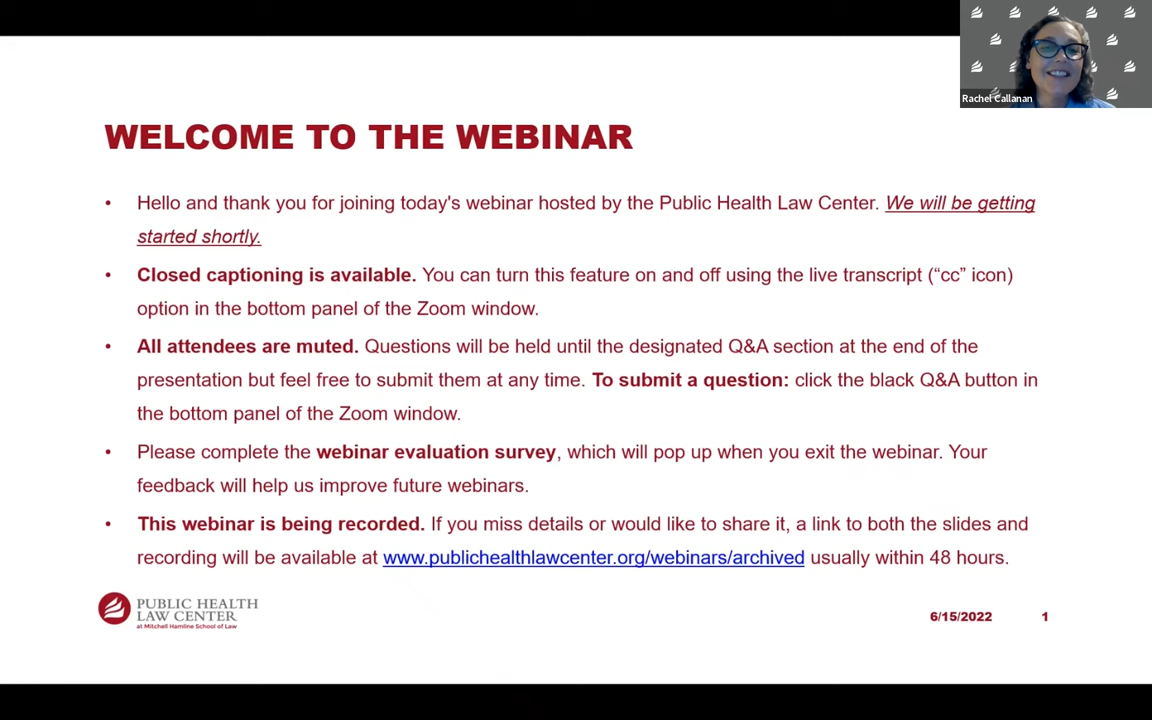 Rachel Callanan
WELCOME TO THE WEBINAR
• Hello and thank you for joining today's webinar hosted by the Public Health Law Center. We will be getting
started shortly.
• Closed captioning is available. You can turn this feature on and off using the live transcript (“cc” icon)
option in the bottom panel of the Zoom window.
• All attendees are muted. Questions will be held until the designated Q&A section at the end of the
presentation but feel free to submit them at any time. To submit a question: click the black Q&A button in
the bottom panel of the Zoom window.
• Please complete the webinar evaluation survey, which will pop up when you exit the webinar. Your
feedback will help us improve future webinars.
• This webinar is being recorded. If you miss details or would like to share it, a link to both the slides and
recording will be available at www.publichealthlawcenter.org/webinars/archived usually within 48 hours.
PUBLIC HEALTH
LAW CENTER
at Mitchell Hamline School of Law
6/15/2022 1